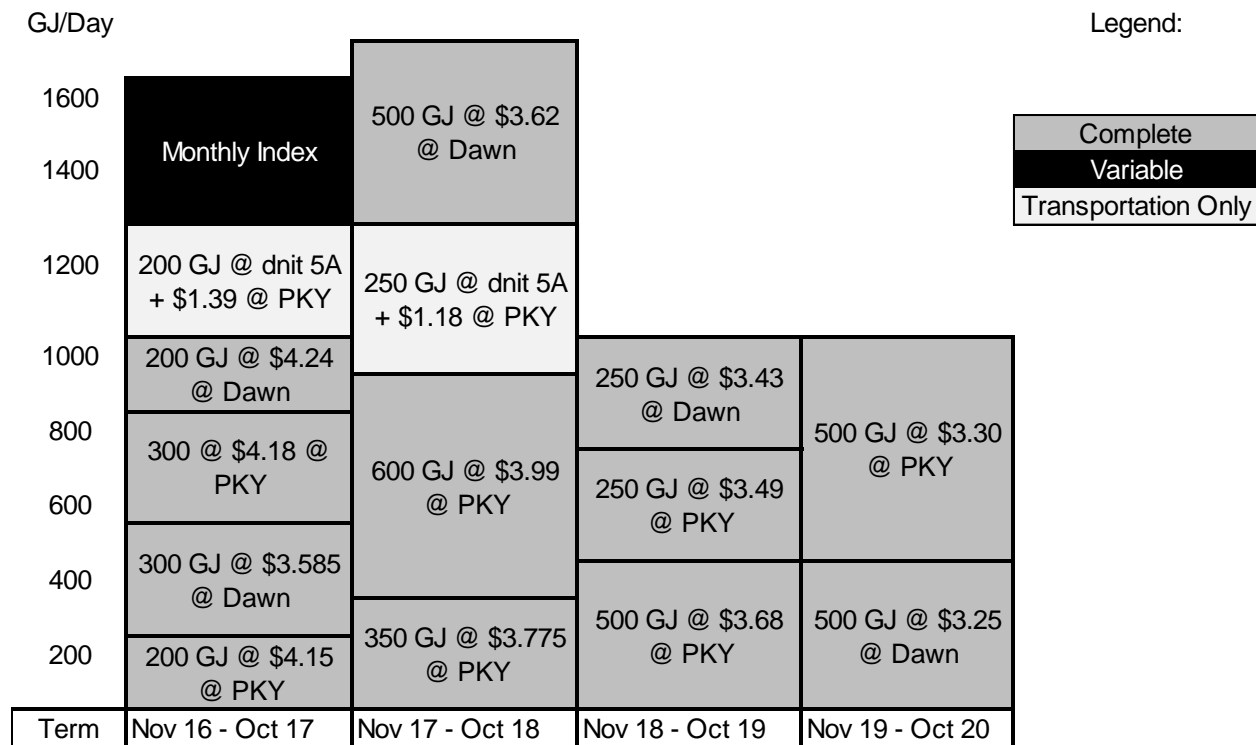 GJ/Day
Legend:
1600
1400
1200
1000
800
600
400
200
Monthly Index
200 GJ @ dnit 5A
+ $1.39 @ PKY
200 GJ @ $4.24
@ Dawn
300 @ $4.18 @
PKY
300 GJ @ $3.585
@ Dawn
200 GJ @ $4.15
@ PKY
500 GJ @ $3.62
@ Dawn
250 GJ @ dnit 5A
+ $1.18 @ PKY
600 GJ @ $3.99
@ PKY
350 GJ @ $3.775
@ PKY
250 GJ @ $3.43
@ Dawn
250 GJ @ $3.49
@ PKY
500 GJ @ $3.68
@ PKY
500 GJ @ $3.30
@ PKY
500 GJ @ $3.25
@ Dawn
Complete
Variable
Transportation Only
Term
Nov 16 - Oct 17
Nov 17 - Oct 18
Nov 18 - Oct 19
Nov 19 - Oct 20